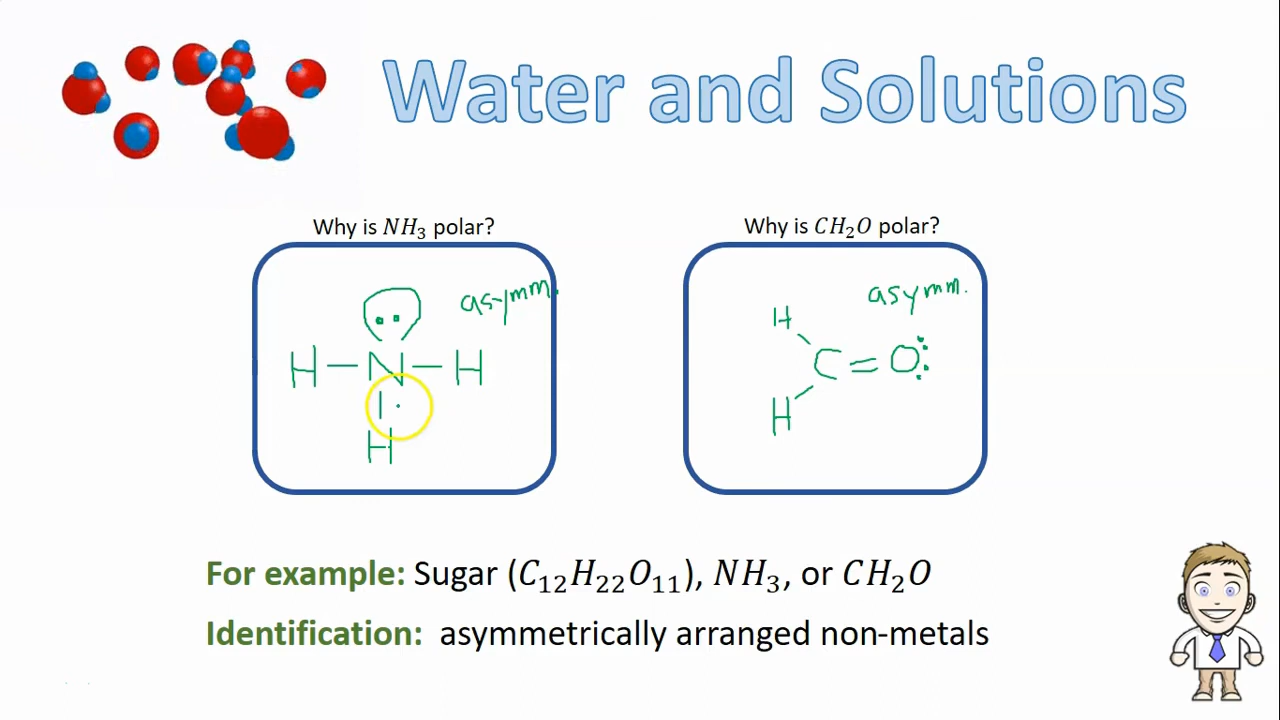 Water and Solutions
Why is NH₃ polar?
Why is CH₂O polar?
asymm.
H–N–H
H
asymm.
H
C=O
H
For example: Sugar (C₁₂H₂₂O₁₁), NH₃, or CH₂O
Identification: asymmetrically arranged non-metals